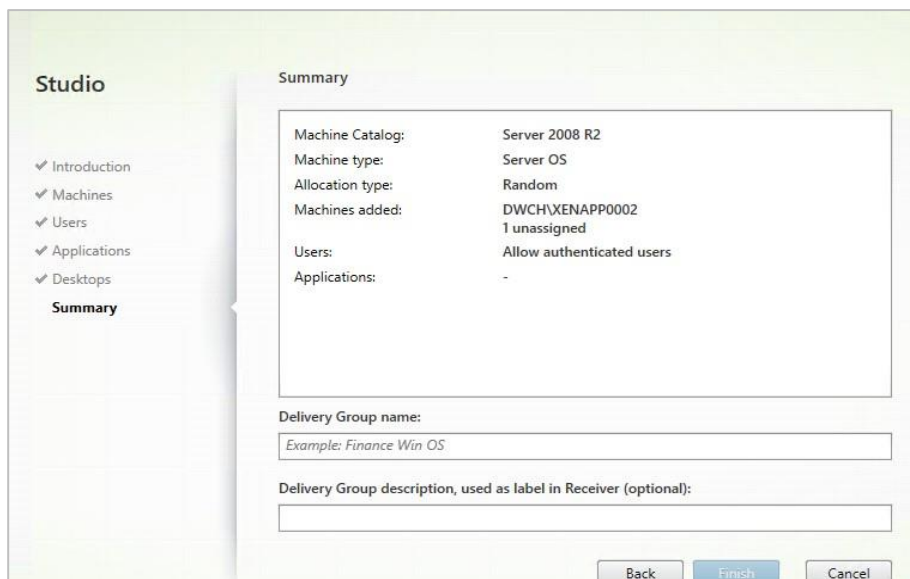 Studio
Introduction
Machines
Users
Applications
Desktops
Summary
Summary
Machine Catalog: Server 2008 R2
Machine type: Server OS
Allocation type: Random
Machines added: DWCH\XENAPP0002
1 unassigned
Users: Allow authenticated users
Applications: -
Delivery Group name:
Example: Finance Win OS
Delivery Group description, used as label in Receiver (optional):
Back Finish Cancel